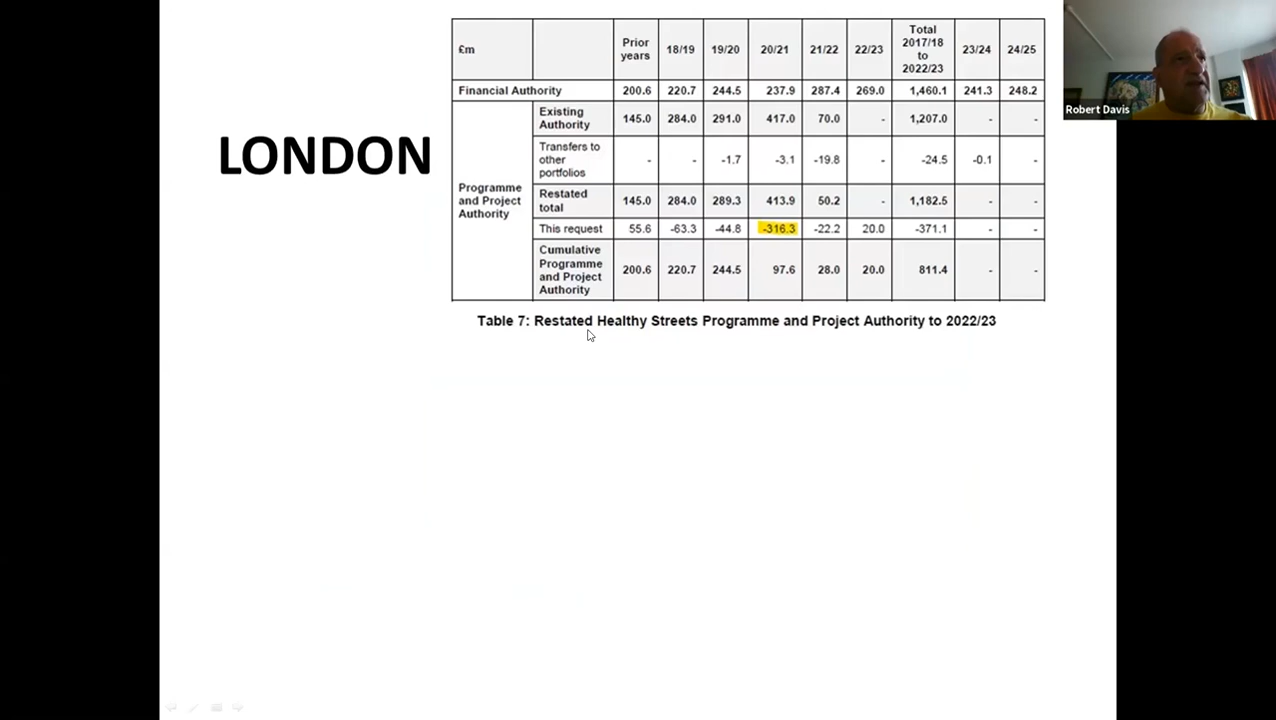 LONDON
£m Prior years 18/19 19/20 20/21 21/22 22/23 Total 2017/18 to 2022/23 23/24 24/25
Financial Authority 200.6 220.7 244.5 237.9 287.4 269.0 1,460.1 241.3 248.2
Programme and Project Authority
Existing Authority 145.0 284.0 291.0 417.0 70.0 - 1,207.0 - -
Transfers to other portfolios - - -1.7 -3.1 -19.8 - -24.5 -0.1 -
Restated total 145.0 284.0 289.3 413.9 50.2 - 1,182.5 - -
This request 55.6 -63.3 -44.8 -316.3 -22.2 20.0 -371.1 - -
Cumulative Programme and Project Authority 200.6 220.7 244.5 97.6 28.0 20.0 811.4 - -
Table 7: Restated Healthy Streets Programme and Project Authority to 2022/23
Robert Davis